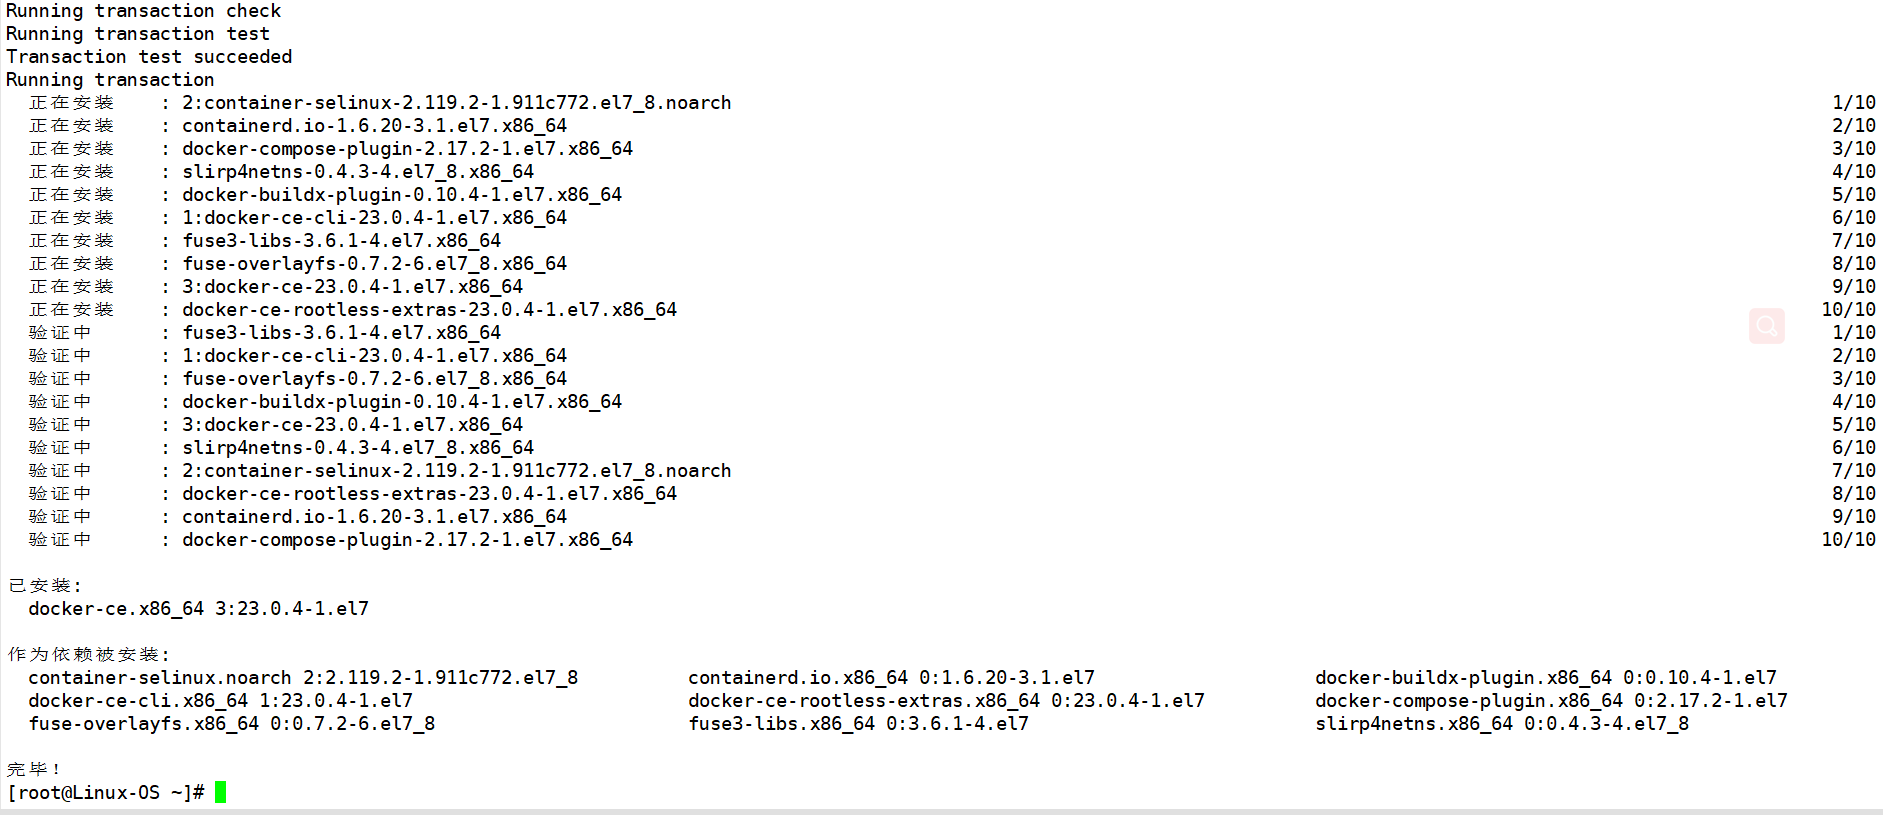 Running transaction check
Running transaction test
Transaction test succeeded
Running transaction
正在安装    : 2:container-selinux-2.119.2-1.911c772.el7_8.noarch 1/10
正在安装    : containerd.io-1.6.20-3.1.el7.x86_64 2/10
正在安装    : docker-compose-plugin-2.17.2-1.el7.x86_64 3/10
正在安装    : slirp4netns-0.4.3-4.el7_8.x86_64 4/10
正在安装    : docker-buildx-plugin-0.10.4-1.el7.x86_64 5/10
正在安装    : 1:docker-ce-cli-23.0.4-1.el7.x86_64 6/10
正在安装    : fuse3-libs-3.6.1-4.el7.x86_64 7/10
正在安装    : fuse-overlayfs-0.7.2-6.el7_8.x86_64 8/10
正在安装    : 3:docker-ce-23.0.4-1.el7.x86_64 9/10
正在安装    : docker-ce-rootless-extras-23.0.4-1.el7.x86_64 10/10
验证中      : fuse3-libs-3.6.1-4.el7.x86_64 1/10
验证中      : 1:docker-ce-cli-23.0.4-1.el7.x86_64 2/10
验证中      : fuse-overlayfs-0.7.2-6.el7_8.x86_64 3/10
验证中      : docker-buildx-plugin-0.10.4-1.el7.x86_64 4/10
验证中      : 3:docker-ce-23.0.4-1.el7.x86_64 5/10
验证中      : slirp4netns-0.4.3-4.el7_8.x86_64 6/10
验证中      : 2:container-selinux-2.119.2-1.911c772.el7_8.noarch 7/10
验证中      : docker-ce-rootless-extras-23.0.4-1.el7.x86_64 8/10
验证中      : containerd.io-1.6.20-3.1.el7.x86_64 9/10
验证中      : docker-compose-plugin-2.17.2-1.el7.x86_64 10/10
已安装:
docker-ce.x86_64 3:23.0.4-1.el7
作为依赖被安装:
container-selinux.noarch 2:2.119.2-1.911c772.el7_8 containerd.io.x86_64 0:1.6.20-3.1.el7 docker-buildx-plugin.x86_64 0:0.10.4-1.el7
docker-ce-cli.x86_64 1:23.0.4-1.el7 docker-ce-rootless-extras.x86_64 0:23.0.4-1.el7 docker-compose-plugin.x86_64 0:2.17.2-1.el7
fuse-overlayfs.x86_64 0:0.7.2-6.el7_8 fuse3-libs.x86_64 0:3.6.1-4.el7 slirp4netns.x86_64 0:0.4.3-4.el7_8
完毕！
[root@Linux-OS ~]#